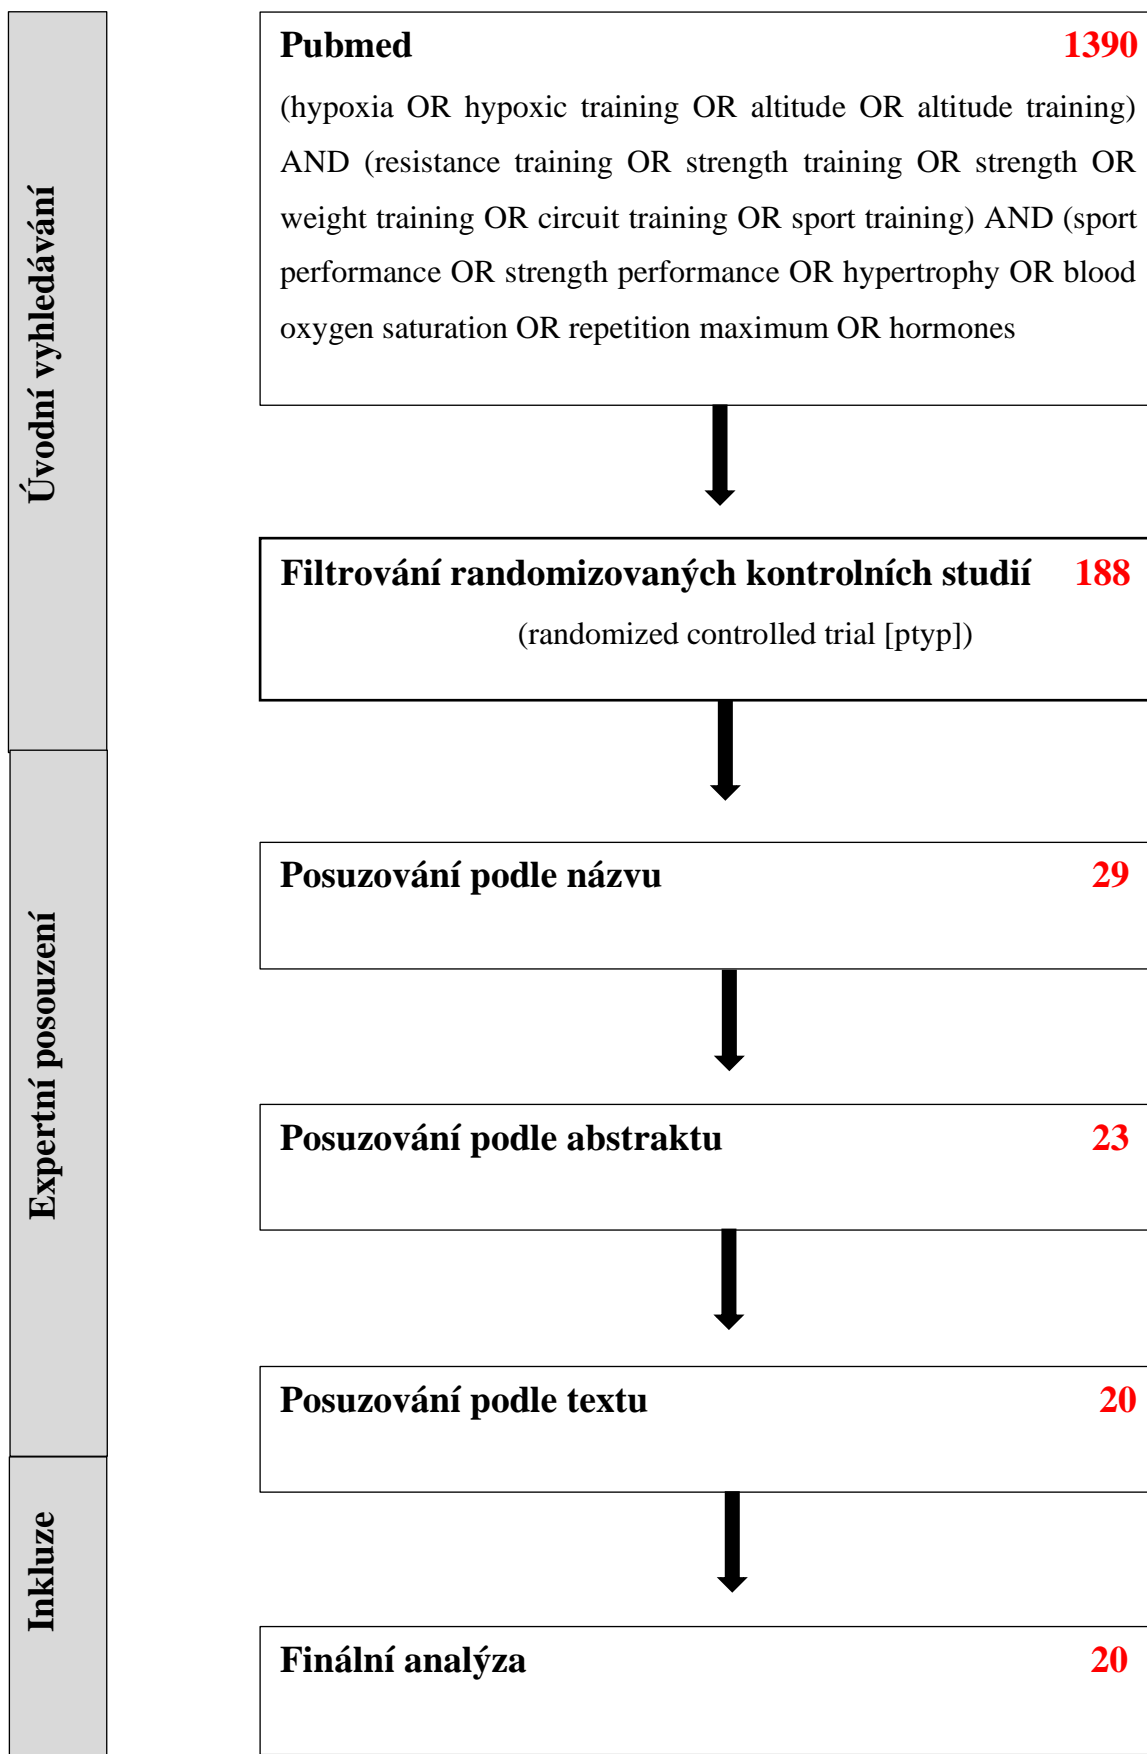 Úvodní vyhledávání
Pubmed 1390
(hypoxia OR hypoxic training OR altitude OR altitude training)
AND (resistance training OR strength training OR strength OR
weight training OR circuit training OR sport training) AND (sport
performance OR strength performance OR hypertrophy OR blood
oxygen saturation OR repetition maximum OR hormones
Filtrování randomizovaných kontrolních studií 188
(randomized controlled trial [ptyp])
Expertní posouzení
Posuzování podle názvu 29
Posuzování podle abstraktu 23
Posuzování podle textu 20
Inkluze
Finální analýza 20